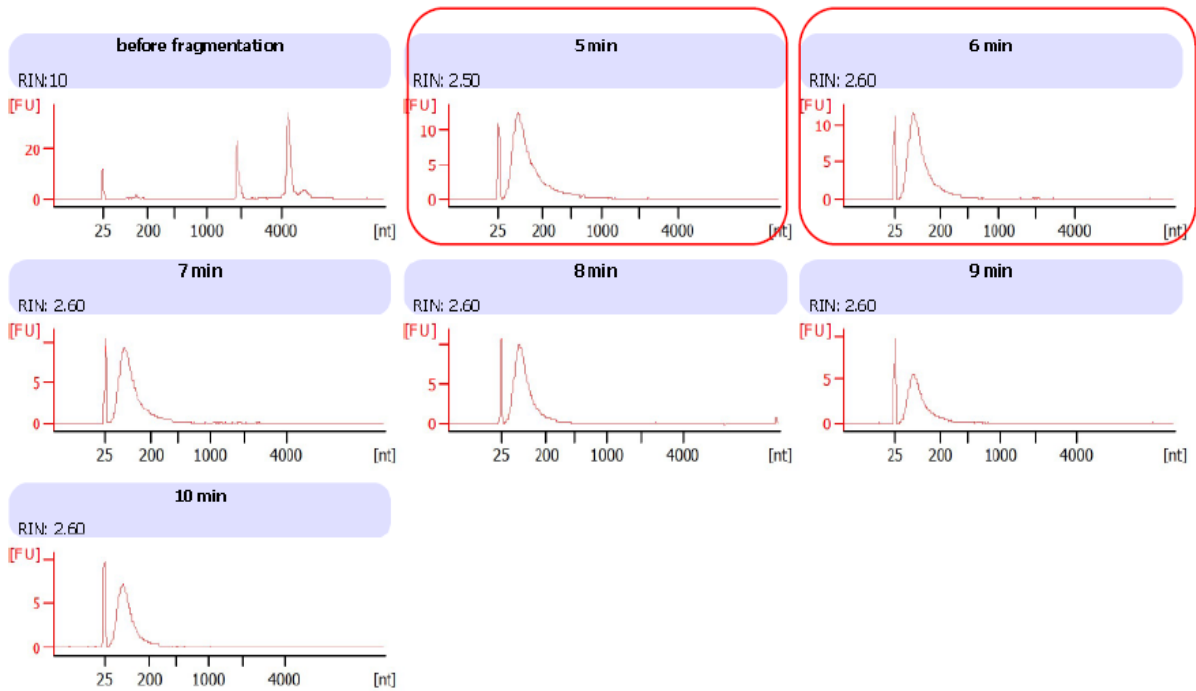 before fragmentation
RIN:10
[FU]
20
0
25 200 1000 4000 [nt]
5 min
RIN: 2.50
[FU]
10
5
0
25 200 1000 4000 [nt]
6 min
RIN: 2.60
[FU]
10
5
0
25 200 1000 4000 [nt]
7 min
RIN: 2.60
[FU]
5
0
25 200 1000 4000 [nt]
8 min
RIN: 2.60
[FU]
5
0
25 200 1000 4000 [nt]
9 min
RIN: 2.60
[FU]
5
0
25 200 1000 4000 [nt]
10 min
RIN: 2.60
[FU]
5
0
25 200 1000 4000 [nt]